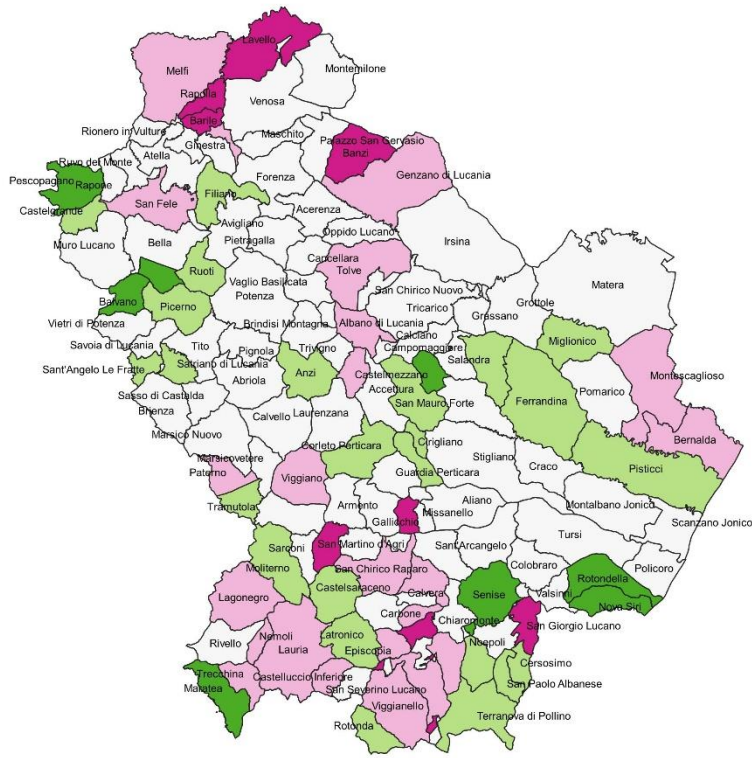 Lavello
Melfi
Montemilone
Rapolla
Venosa
Barile
Rionero in Vulture
Maschito
Palazzo San Gervasio
Ginestra
Banzi
Atella
Ruvo del Monte
Genzano di Lucania
Pescopagano
Rapone
Forenza
Filiano
San Fele
Castelgrande
Acerenza
Avigliano
Oppido Lucano
Muro Lucano
Bella
Pietragalla
Irsina
Cancellara
Ruoti
Tolve
Vaglio Basilicata
San Chirico Nuovo
Matera
Balvano
Potenza
Grottole
Picerno
Tricarico
Grassano
Vietri di Potenza
Brindisi Montagna
Albano di Lucania
Calciano
Miglionico
Savoia di Lucania
Tito
Pignola
Trivigno
Campomaggiore
Salandra
Sant'Angelo Le Fratte
Satriano di Lucania
Anzi
Castelmezzano
Montescaglioso
Abriola
Accettura
Pomarico
Sasso di Castalda
Ferrandina
San Mauro Forte
Brienza
Calvello
Laurenzana
Marsico Nuovo
Cirigliano
Bernalda
Corleto Perticara
Stigliano
Marsicovetere
Craco
Pisticci
Paterno
Viggiano
Guardia Perticara
Tramutola
Armento
Aliano
Montalbano Jonico
Gallicchio
Missanello
Scanzano Jonico
Tursi
Sarconi
San Martino d'Agri
Sant'Arcangelo
Moliterno
San Chirico Raparo
Colobraro
Policoro
Castelsaraceno
Calvera
Senise
Valsinni
Rotondella
Lagonegro
Carbone
Nova Siri
Chiaromonte
San Giorgio Lucano
Nemoli
Latronico
Rivello
Lauria
Episcopia
Noepoli
Cersosimo
Trecchina
Castelluccio Inferiore
San Paolo Albanese
Maratea
San Severino Lucano
Viggianello
Terranova di Pollino
Rotonda